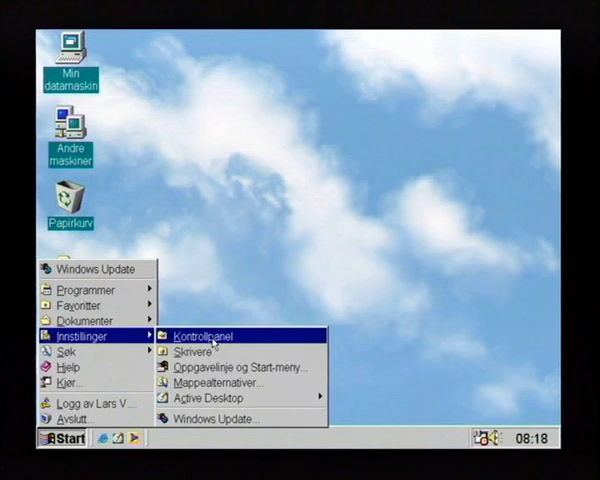 Min
datamaskin
Andre
maskiner
Papirkurv
Windows Update
Programmer
Favoritter
Dokumenter
Innstillinger
Søk
Hjelp
Kjør...
Logg av Lars V....
Avslutt...
Kontrollpanel
Skrivere
Oppgavelinje og Start-meny...
Mappealternativer...
Active Desktop
Windows Update...
Start
08:18